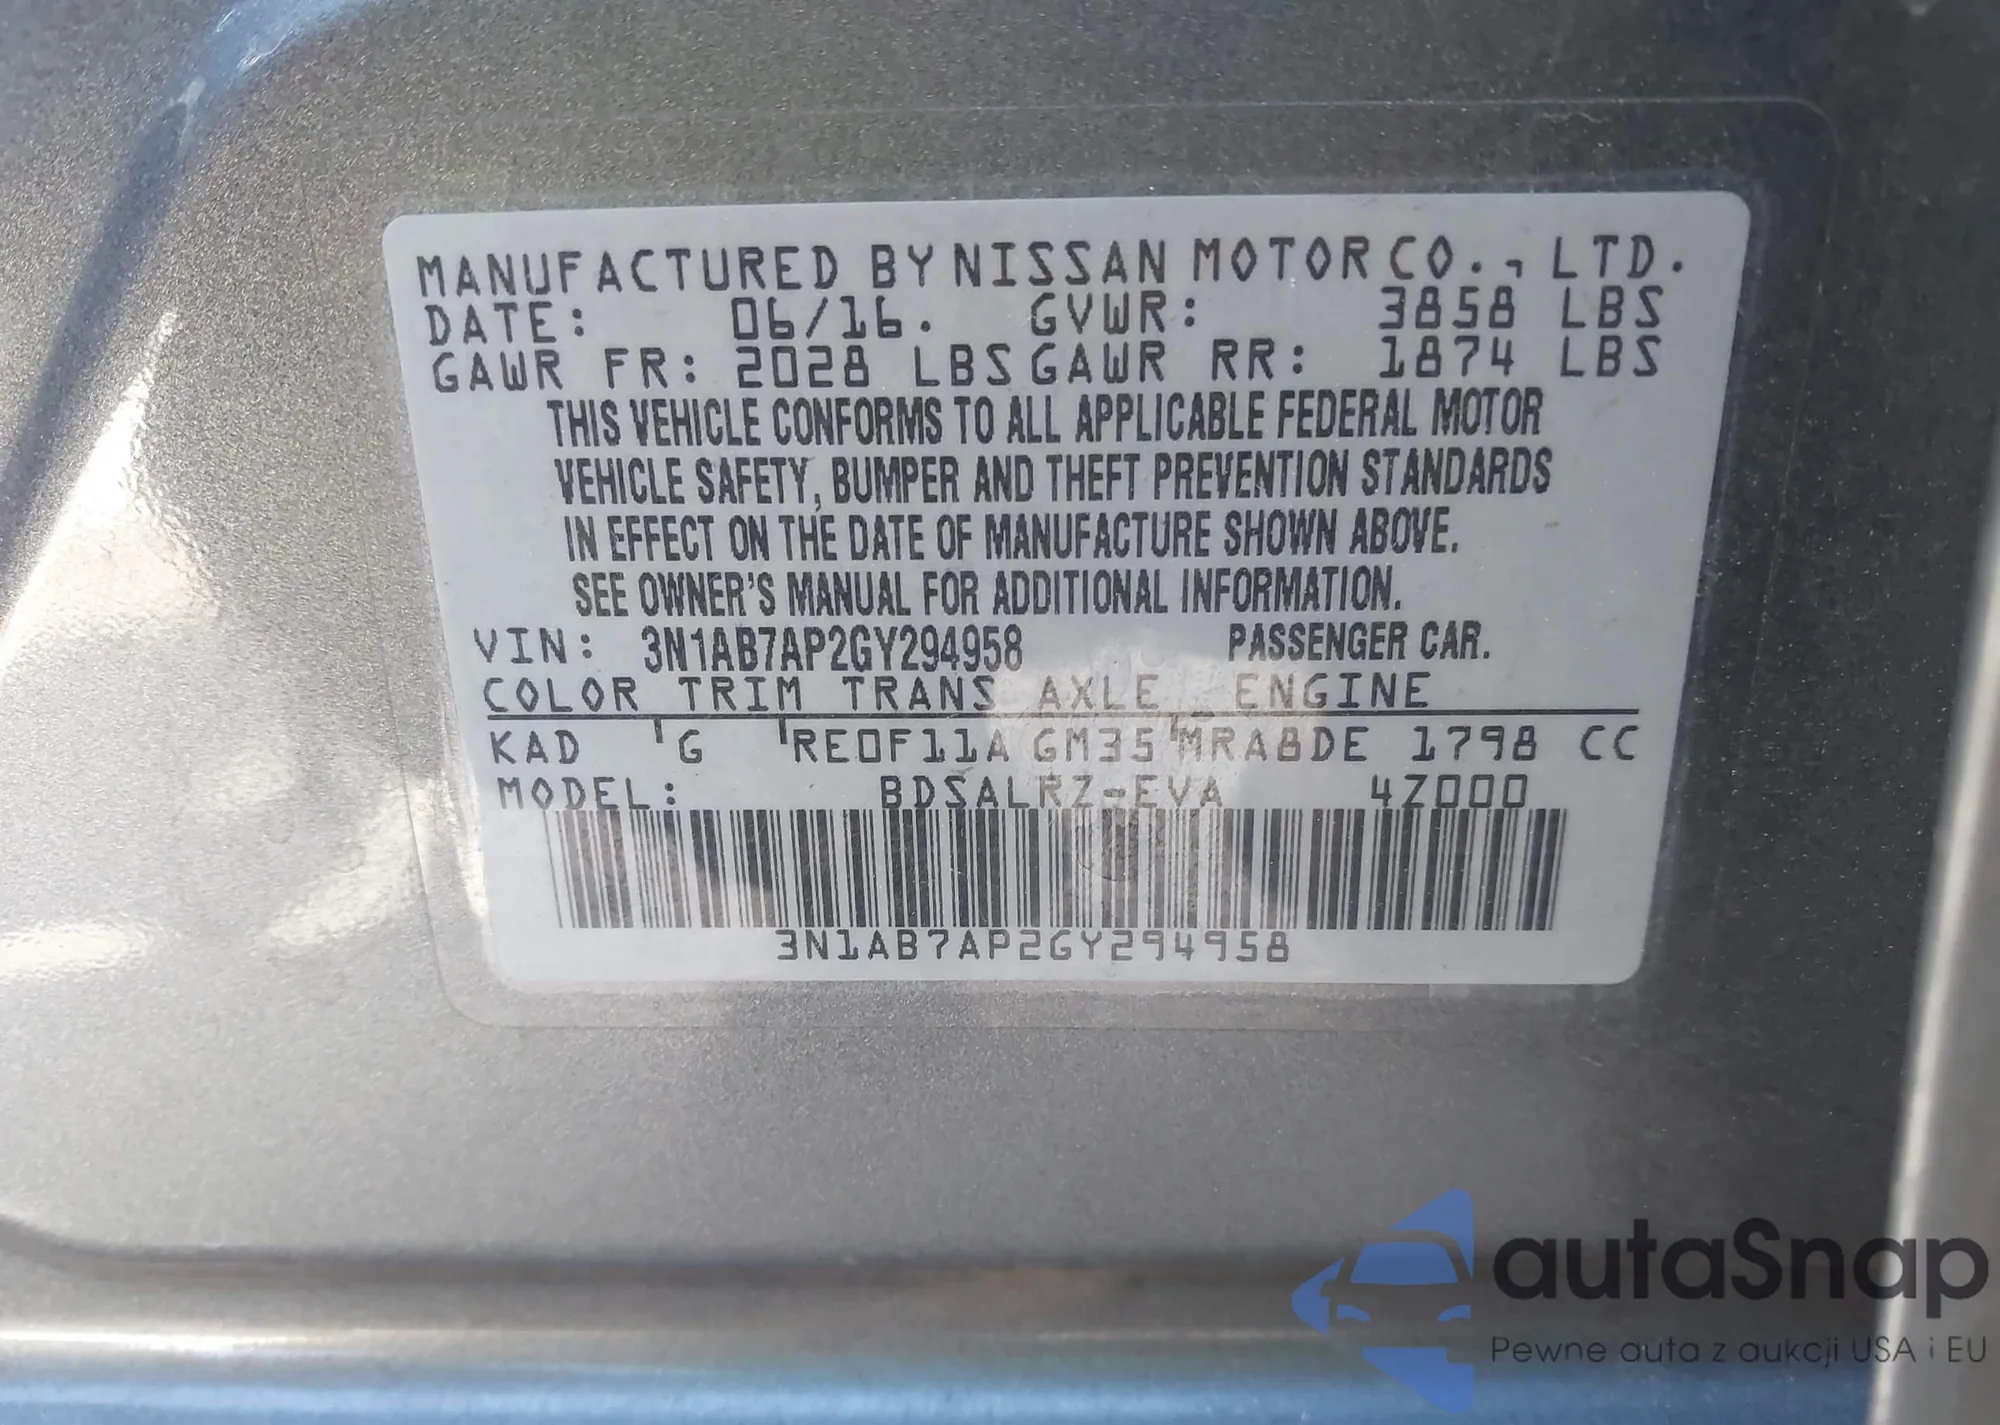 MANUFACTURED BY NISSAN MOTOR CO., LTD.
DATE: 06/16. GVWR: 3858 LBS
GAWR FR: 2028 LBS GAWR RR: 1874 LBS
THIS VEHICLE CONFORMS TO ALL APPLICABLE FEDERAL MOTOR
VEHICLE SAFETY, BUMPER AND THEFT PREVENTION STANDARDS
IN EFFECT ON THE DATE OF MANUFACTURE SHOWN ABOVE.
SEE OWNER'S MANUAL FOR ADDITIONAL INFORMATION.
VIN: 3N1AB7AP2GY294958 PASSENGER CAR.
COLOR TRIM TRANS AXLE ENGINE
KAD G RE0F11A GM35 MRA8DE 1798 CC
MODEL: BDSALRZ-EVA 4Z000
3N1AB7AP2GY294958
autaSnap
Pewne auta z aukcji USA i EU